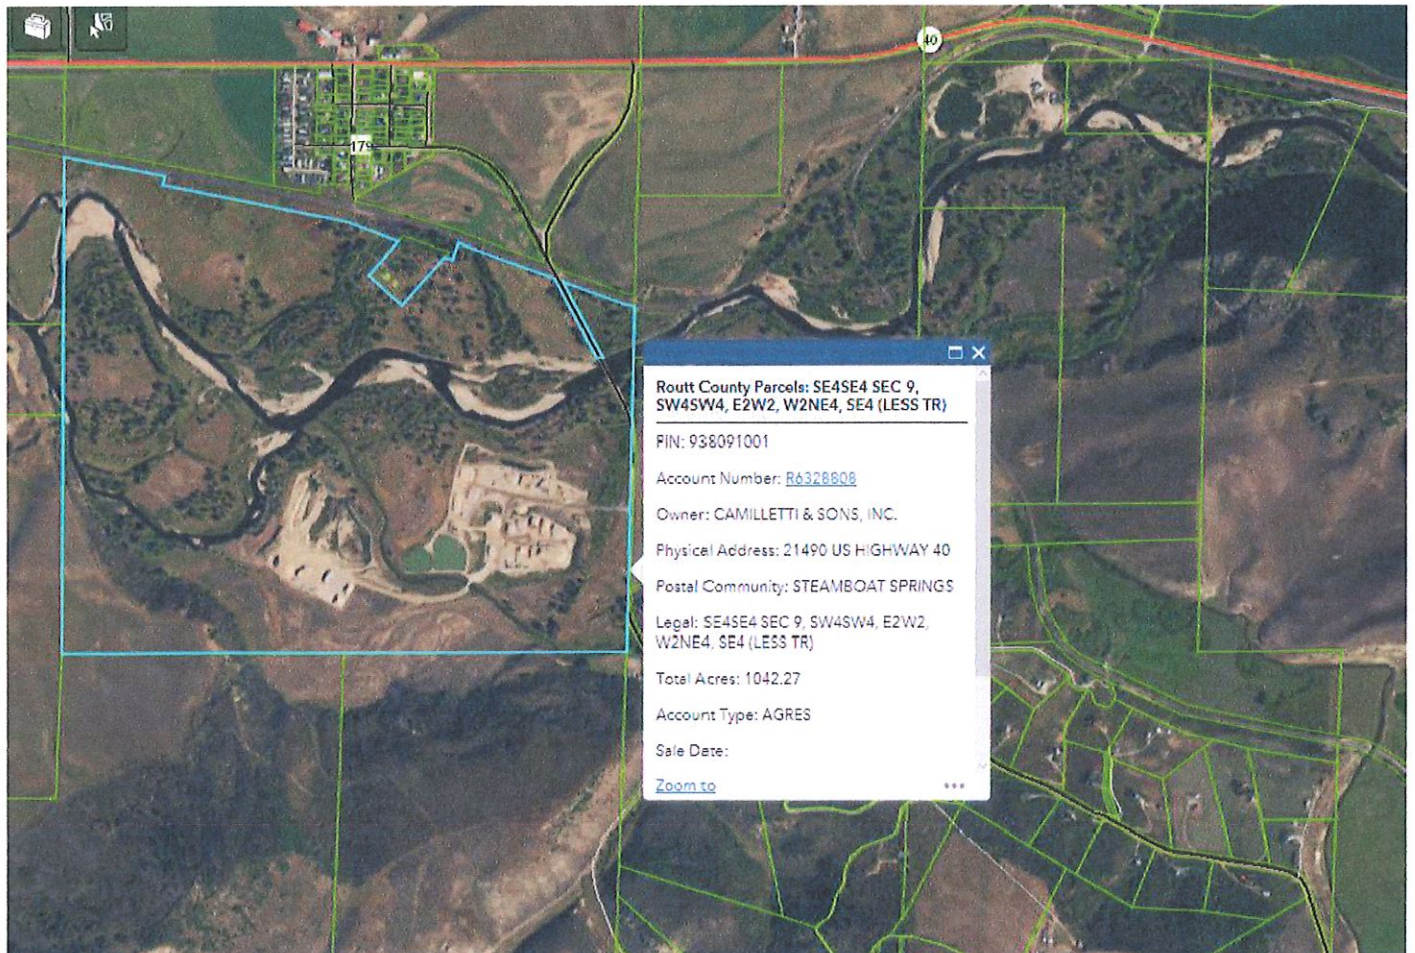 40
179
Routt County Parcels: SE4SE4 SEC 9,
SW4SW4, E2W2, W2NE4, SE4 (LESS TR)
PIN: 938091001
Account Number: R6328808
Owner: CAMILLETTI & SONS, INC.
Physical Address: 21490 US HIGHWAY 40
Postal Community: STEAMBOAT SPRINGS
Legal: SE4SE4 SEC 9, SW4SW4, E2W2,
W2NE4, SE4 (LESS TR)
Total Acres: 1042.27
Account Type: AGRES
Sale Date:
Zoom to